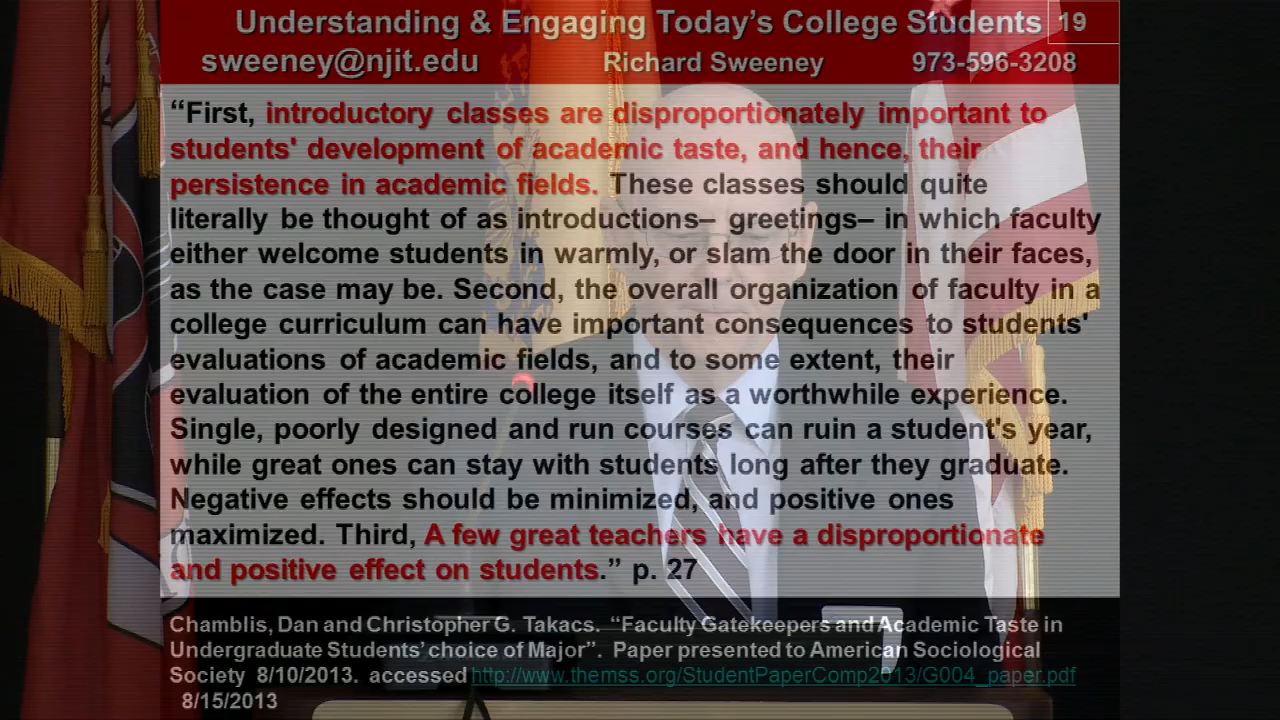 Understanding & Engaging Today's College Students 19
sweeney@njit.edu Richard Sweeney 973-596-3208
“First, introductory classes are disproportionately important to
students' development of academic taste, and hence, their
persistence in academic fields. These classes should quite
literally be thought of as introductions– greetings– in which faculty
either welcome students in warmly, or slam the door in their faces,
as the case may be. Second, the overall organization of faculty in a
college curriculum can have important consequences to students'
evaluations of academic fields, and to some extent, their
evaluation of the entire college itself as a worthwhile experience.
Single, poorly designed and run courses can ruin a student's year,
while great ones can stay with students long after they graduate.
Negative effects should be minimized, and positive ones
maximized. Third, A few great teachers have a disproportionate
and positive effect on students.” p. 27
Chamblis, Dan and Christopher G. Takacs. “Faculty Gatekeepers and Academic Taste in
Undergraduate Students’ choice of Major”. Paper presented to American Sociological
Society 8/10/2013. accessed http://www.themss.org/StudentPaperComp2013/G004_paper.pdf
8/15/2013